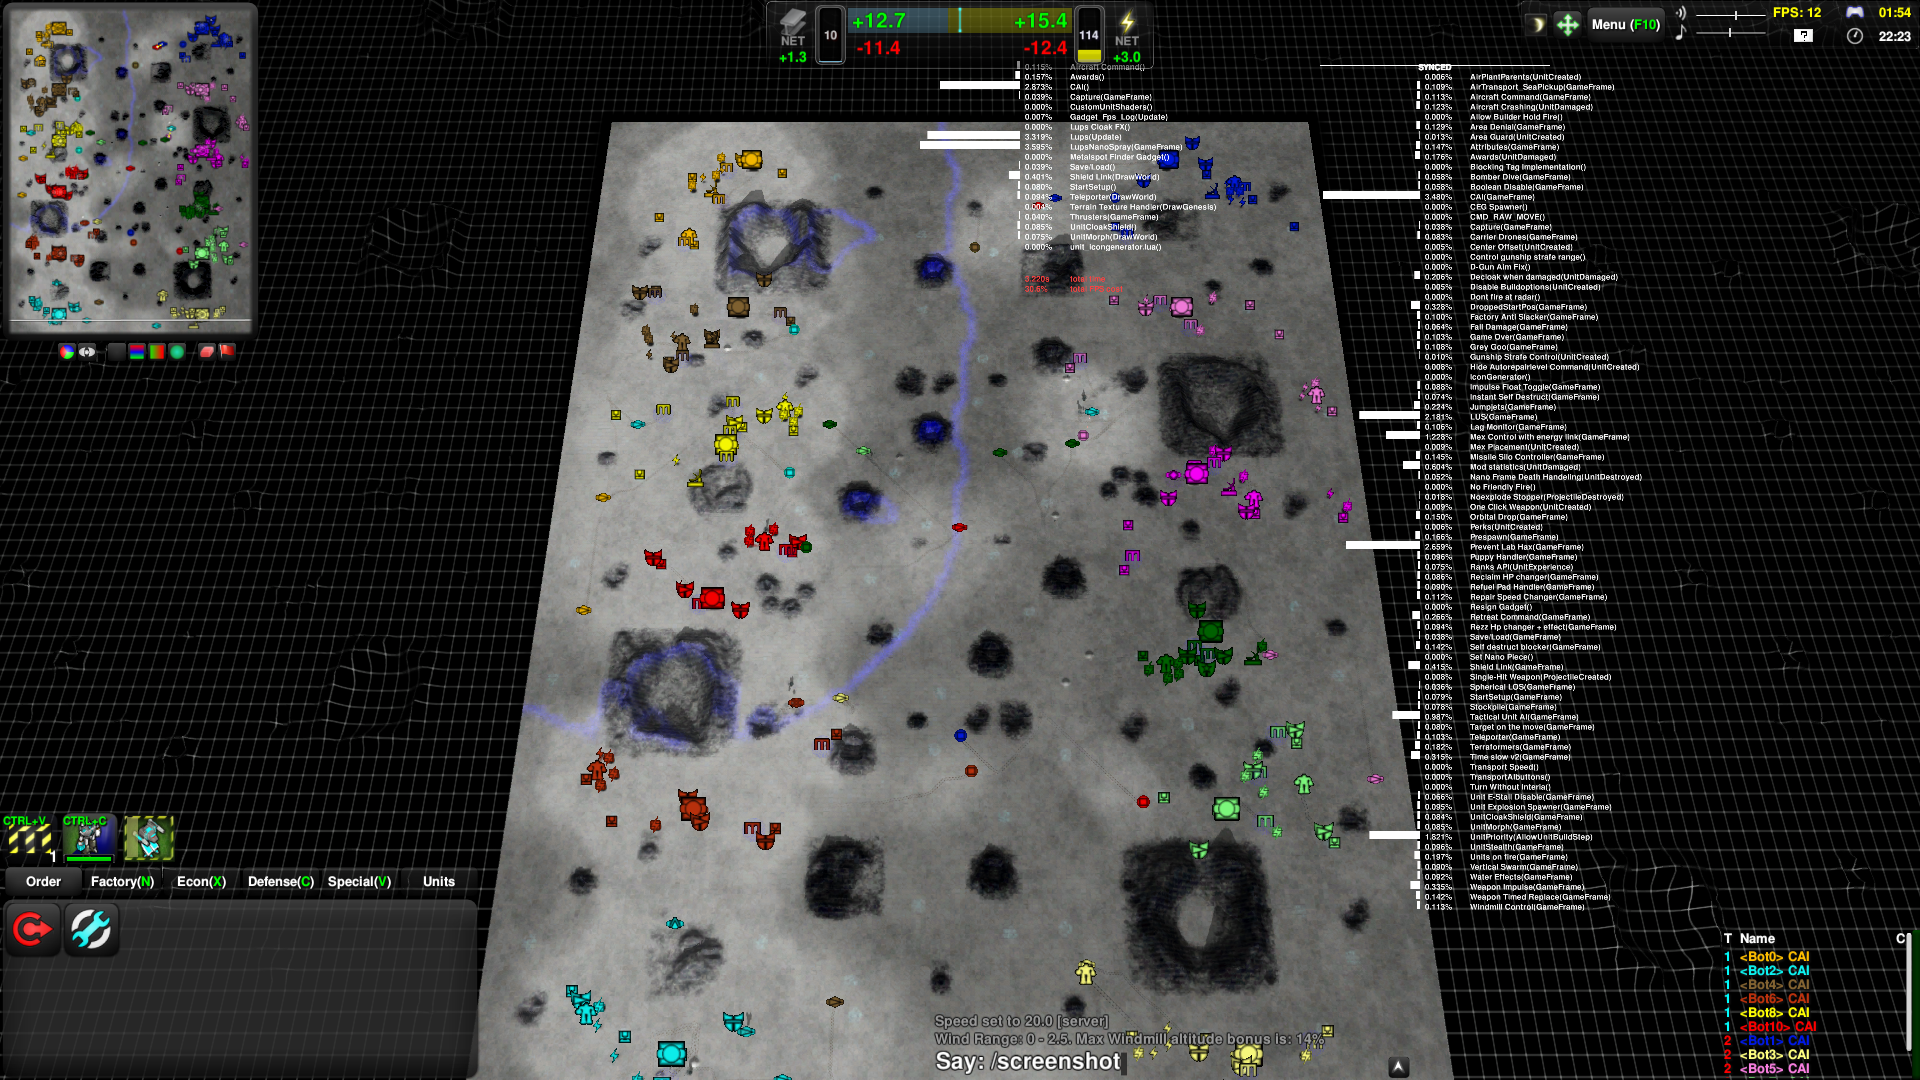 +12.7
+15.4
NET
10
-11.4
-12.4
114
NET
+1.3
+3.0
Menu (F10)
FPS: 12
01:54
22:23
0.115% Aircraft Command()
0.157% Awards()
2.873% CAI()
0.039% Capture(GameFrame)
0.000% CustomUnitShaders()
0.007% Gadget_Fps_Log(Update)
0.000% Lups Cloak FX()
3.319% Lups(Update)
3.595% LupsNanoSpray(GameFrame)
0.000% Metalspot Finder Gadget()
0.039% Save/Load()
0.401% Shield Link(DrawWorld)
0.080% StartSetup()
0.094% Teleporter(DrawWorld)
Terrain Texture Handler(DrawGenesis)
0.040% Thrusters(GameFrame)
0.085% UnitCloakShield()
0.075% UnitMorph(DrawWorld)
0.000% unit_icongenerator.lua()
SYNCED
0.006% AirPlantParents(UnitCreated)
0.109% AirTransport_SeaPickup(GameFrame)
0.113% Aircraft Command(GameFrame)
0.123% Aircraft Crashing(UnitDamaged)
0.000% Allow Builder Hold Fire()
0.129% Area Denial(GameFrame)
0.013% Area Guard(UnitCreated)
0.147% Attributes(GameFrame)
0.176% Awards(UnitDamaged)
0.000% Blocking Tag Implementation()
0.058% Bomber Dive(GameFrame)
0.058% Boolean Disable(GameFrame)
3.480% CAI(GameFrame)
0.000% CEG Spawner()
0.000% CMD_RAW_MOVE()
0.038% Capture(GameFrame)
0.083% Carrier Drones(GameFrame)
0.005% Center Offset(UnitCreated)
0.000% Control gunship strafe range()
0.000% D-Gun Aim Fix()
0.206% Decloak when damaged(UnitDamaged)
0.005% Disable Buildoptions(UnitCreated)
0.000% Dont fire at radar()
0.328% DroppedStartPos(GameFrame)
0.100% Factory Anti Slacker(GameFrame)
0.064% Fall Damage(GameFrame)
0.103% Game Over(GameFrame)
0.108% Grey Goo(GameFrame)
0.010% Gunship Strafe Control(UnitCreated)
0.008% Hide Autorepairlevel Command(UnitCreated)
0.000% IconGenerator()
0.088% Impulse Float Toggle(GameFrame)
0.074% Instant Self Destruct(GameFrame)
0.224% Jumpjets(GameFrame)
2.181% LUS(GameFrame)
0.106% Lag Monitor(GameFrame)
1.228% Mex Control with energy link(GameFrame)
0.009% Mex Placement(UnitCreated)
0.145% Missile Silo Controller(GameFrame)
0.604% Mod statistics(UnitDamaged)
0.052% Nano Frame Death Handeling(UnitDestroyed)
0.000% No Friendly Fire()
0.018% Noexplode Stopper(ProjectileDestroyed)
0.009% One Click Weapon(UnitCreated)
0.150% Orbital Drop(GameFrame)
0.006% Perks(UnitCreated)
0.166% Prespawn(GameFrame)
2.659% Prevent Lab Hax(GameFrame)
0.096% Puppy Handler(GameFrame)
0.075% Ranks API(UnitExperience)
0.086% Reclaim HP changer(GameFrame)
0.090% Refuel Pad Handler(GameFrame)
0.112% Repair Speed Changer(GameFrame)
0.000% Resign Gadget()
0.266% Retreat Command(GameFrame)
0.094% Rezz Hp changer + effect(GameFrame)
0.038% Save/Load(GameFrame)
0.142% Self destruct blocker(GameFrame)
0.000% Set Nano Piece()
0.415% Shield Link(GameFrame)
0.008% Single-Hit Weapon(ProjectileCreated)
0.036% Spherical LOS(GameFrame)
0.079% StartSetup(GameFrame)
0.078% Stockpile(GameFrame)
0.987% Tactical Unit AI(GameFrame)
0.080% Target on the move(GameFrame)
0.103% Teleporter(GameFrame)
0.182% Terraformers(GameFrame)
0.315% Time slow v2(GameFrame)
0.000% Transport Speed()
0.000% TransportAIbuttons()
0.000% Turn Without Interia()
0.066% Unit E-Stall Disable(GameFrame)
0.095% Unit Explosion Spawner(GameFrame)
0.084% UnitCloakShield(GameFrame)
0.085% UnitMorph(GameFrame)
1.821% UnitPriority(AllowUnitBuildStep)
0.096% UnitStealth(GameFrame)
0.197% Units on fire(GameFrame)
0.090% Vertical Swarm(GameFrame)
0.092% Water Effects(GameFrame)
0.335% Weapon Impulse(GameFrame)
0.142% Weapon Timed Replace(GameFrame)
0.113% Windmill Control(GameFrame)
CTRL+V
CTRL+C
1
Order Factory(N) Econ(X) Defense(C) Special(V) Units
Speed set to 20.0 [server]
Wind Range: 0 - 2.5. Max Windmill altitude bonus is: 14%
Say: /screenshot
T Name C
1 <Bot0> CAI
1 <Bot2> CAI
1 <Bot4> CAI
1 <Bot6> CAI
1 <Bot8> CAI
1 <Bot10> CAI
2 <Bot1> CAI
2 <Bot3> CAI
2 <Bot5> CAI